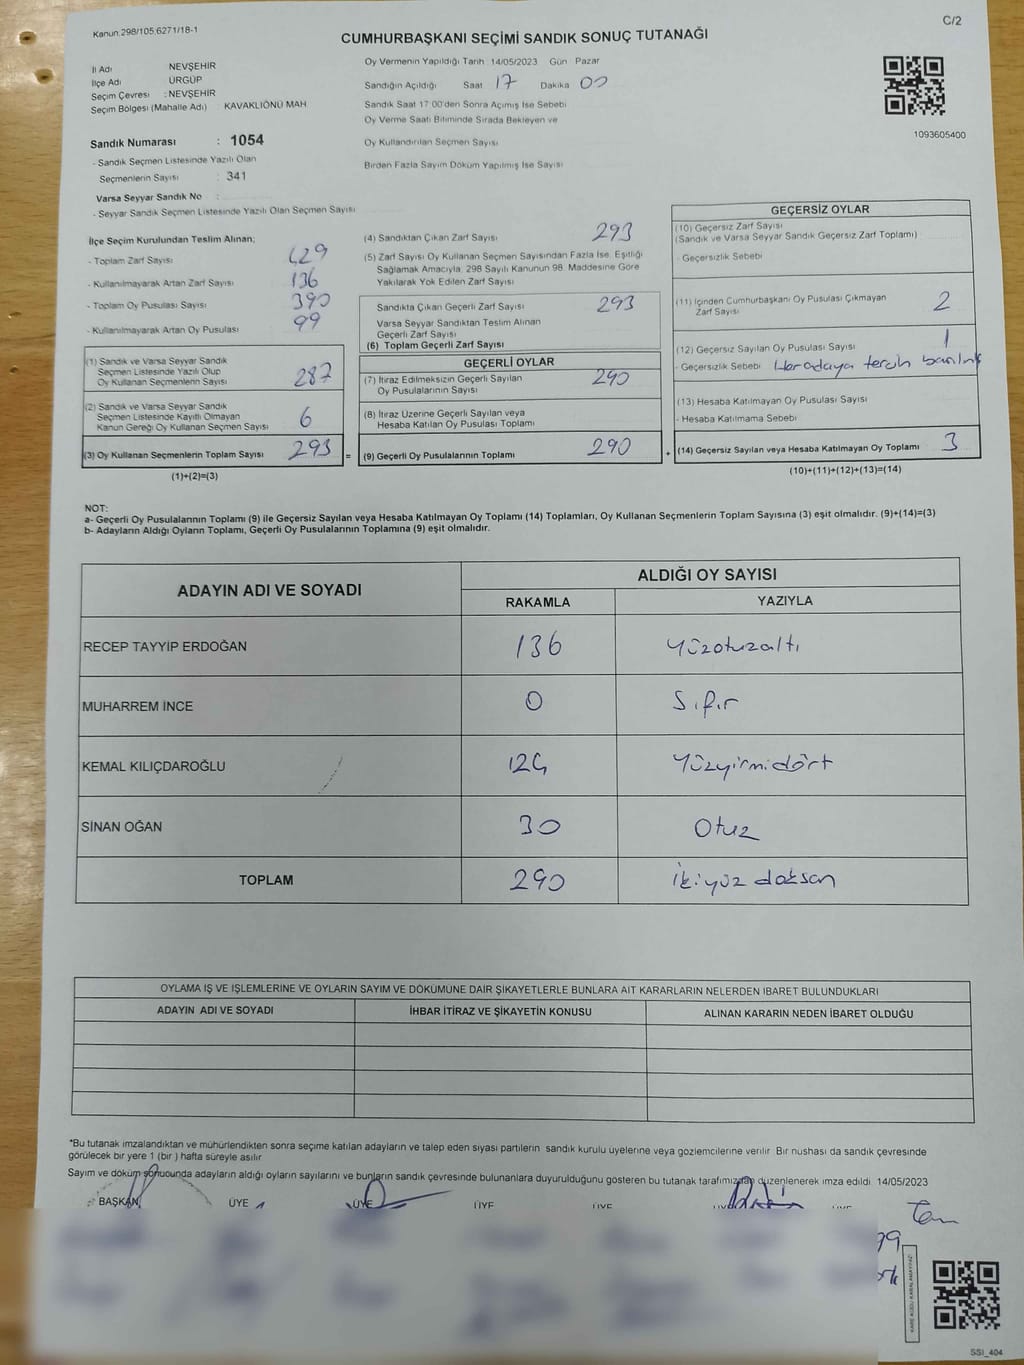 Kanun.298/105,6271/18-1
C/2
CUMHURBAŞKANI SEÇİMİ SANDIK SONUÇ TUTANAĞI
İl Adı NEVŞEHİR
İlçe Adı ÜRGÜP
Seçim Çevresi : NEVŞEHİR
Seçim Bölgesi (Mahalle Adı) : KAVAKLIÖNÜ MAH
Sandık Numarası : 1054
- Sandık Seçmen Listesinde Yazılı Olan
Seçmenlerin Sayısı : 341
Varsa Seyyar Sandık No :
- Seyyar Sandık Seçmen Listesinde Yazılı Olan Seçmen Sayısı
Oy Vermenin Yapıldığı Tarih 14/05/2023 Gün Pazar
Sandığın Açıldığı Saat 17 Dakika 00
Sandık Saat 17:00'den Sonra Açılmış İse Sebebi
Oy Verme Saati Bitiminde Sırada Bekleyen ve
Oy Kullandırılan Seçmen Sayısı
Birden Fazla Sayım Döküm Yapılmış İse Sayısı
1093605400
İlçe Seçim Kurulundan Teslim Alınan;
- Toplam Zarf Sayısı 429
- Kullanılmayarak Artan Zarf Sayısı 136
- Toplam Oy Pusulası Sayısı 390
- Kullanılmayarak Artan Oy Pusulası 99
(1) Sandık ve Varsa Seyyar Sandık
Seçmen Listesinde Yazılı Olup
Oy Kullanan Seçmenlerin Sayısı 287
(2) Sandık ve Varsa Seyyar Sandık
Seçmen Listesinde Kayıtlı Olmayan
Kanun Gereği Oy Kullanan Seçmen Sayısı 6
(3) Oy Kullanan Seçmenlerin Toplam Sayısı 293 =
(1)+(2)=(3)
(4) Sandıktan Çıkan Zarf Sayısı 293
(5) Zarf Sayısı Oy Kullanan Seçmen Sayısından Fazla İse, Eşitliği
Sağlamak Amacıyla, 298 Sayılı Kanunun 98. Maddesine Göre
Yakılarak Yok Edilen Zarf Sayısı
Sandıkta Çıkan Geçerli Zarf Sayısı 293
Varsa Seyyar Sandıktan Teslim Alınan
Geçerli Zarf Sayısı
(6) Toplam Geçerli Zarf Sayısı
GEÇERLİ OYLAR
(7) İtiraz Edilmeksizin Geçerli Sayılan 290
Oy Pusulalarının Sayısı
(8) İtiraz Üzerine Geçerli Sayılan veya
Hesaba Katılan Oy Pusulası Toplamı
(9) Geçerli Oy Pusulalarının Toplamı 290 +
GEÇERSİZ OYLAR
(10) Geçersiz Zarf Sayısı
(Sandık ve Varsa Seyyar Sandık Geçersiz Zarf Toplamı)
- Geçersizlik Sebebi
(11) İçinden Cumhurbaşkanı Oy Pusulası Çıkmayan 2
Zarf Sayısı
(12) Geçersiz Sayılan Oy Pusulası Sayısı 1
- Geçersizlik Sebebi Her adaya tercih basılmış
(13) Hesaba Katılmayan Oy Pusulası Sayısı
- Hesaba Katılmama Sebebi
(14) Geçersiz Sayılan veya Hesaba Katılmayan Oy Toplamı 3
(10)+(11)+(12)+(13)=(14)
NOT:
a- Geçerli Oy Pusulalarının Toplamı (9) ile Geçersiz Sayılan veya Hesaba Katılmayan Oy Toplamı (14) Toplamları, Oy Kullanan Seçmenlerin Toplam Sayısına (3) eşit olmalıdır. (9)+(14)=(3)
b- Adayların Aldığı Oyların Toplamı, Geçerli Oy Pusulalarının Toplamına (9) eşit olmalıdır.
ADAYIN ADI VE SOYADI
ALDIĞI OY SAYISI
RAKAMLA YAZIYLA
RECEP TAYYİP ERDOĞAN 136 Yüzotuzaltı
MUHARREM İNCE 0 Sıfır
KEMAL KILIÇDAROĞLU 124 Yüzyirmidört
SİNAN OĞAN 30 Otuz
TOPLAM 290 İkiyüz doksan
OYLAMA İŞ VE İŞLEMLERİNE VE OYLARIN SAYIM VE DÖKÜMÜNE DAİR ŞİKAYETLERLE BUNLARA AİT KARARLARIN NELERDEN İBARET BULUNDUKLARI
ADAYIN ADI VE SOYADI İHBAR İTİRAZ VE ŞİKAYETİN KONUSU ALINAN KARARIN NEDEN İBARET OLDUĞU
*Bu tutanak imzalandıktan ve mühürlendikten sonra seçime katılan adayların ve talep eden siyasi partilerin sandık kurulu üyelerine veya gözlemcilerine verilir. Bir nüshası da sandık çevresinde
görülecek bir yere 1 (bir ) hafta süreyle asılır
Sayım ve döküm sonucunda adayların aldığı oyların sayılarını ve bunların sandık çevresinde bulunanlara duyurulduğunu gösteren bu tutanak tarafımızdan düzenlenerek imza edildi. 14/05/2023
BAŞKAN ÜYE ÜYE ÜYE ÜYE
KARE KODU KARALAMAYINIZ
SSI_404